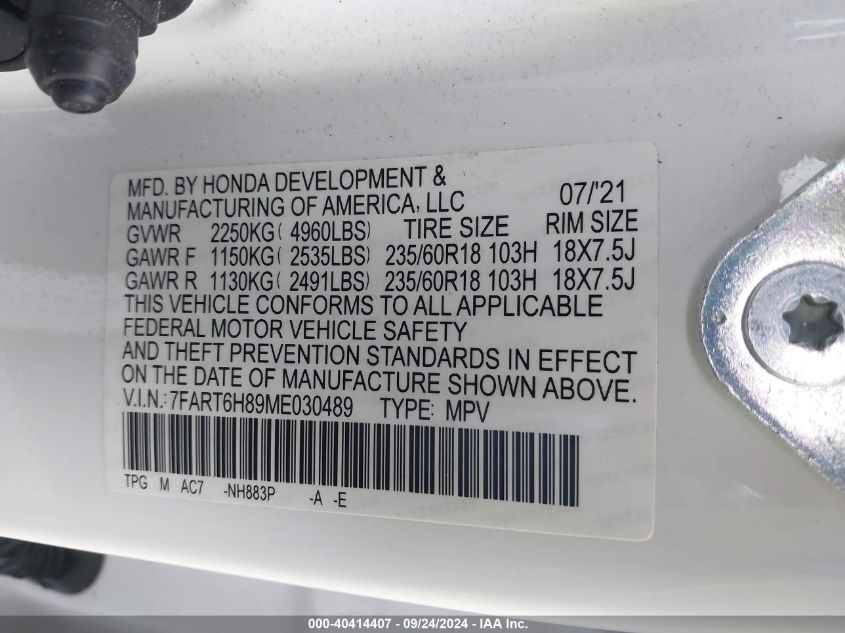 MFD. BY HONDA DEVELOPMENT &
MANUFACTURING OF AMERICA, LLC 07/'21
GVWR 2250KG( 4960LBS) TIRE SIZE RIM SIZE
GAWR F 1150KG( 2535LBS) 235/60R18 103H 18X7.5J
GAWR R 1130KG( 2491LBS) 235/60R18 103H 18X7.5J
THIS VEHICLE CONFORMS TO ALL APPLICABLE
FEDERAL MOTOR VEHICLE SAFETY
AND THEFT PREVENTION STANDARDS IN EFFECT
ON THE DATE OF MANUFACTURE SHOWN ABOVE.
V.I.N.:7FART6H89ME030489 TYPE: MPV
TPG M AC7 -NH883P -A -E
000-40414407 - 09/24/2024 - IAA Inc.